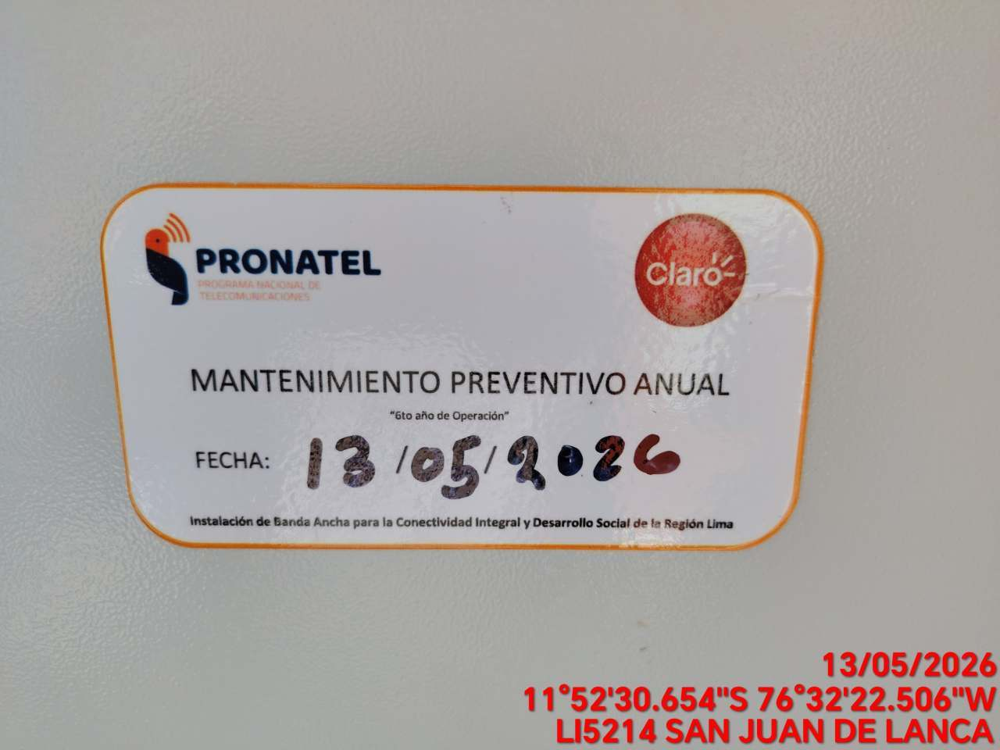 PRONATEL
PROGRAMA NACIONAL DE
TELECOMUNICACIONES
Claro
MANTENIMIENTO PREVENTIVO ANUAL
"6to año de Operación"
FECHA: 13/05/2026
Instalación de Banda Ancha para la Conectividad Integral y Desarrollo Social de la Región Lima
13/05/2026
11°52'30.654"S 76°32'22.506"W
LI5214 SAN JUAN DE LANCA